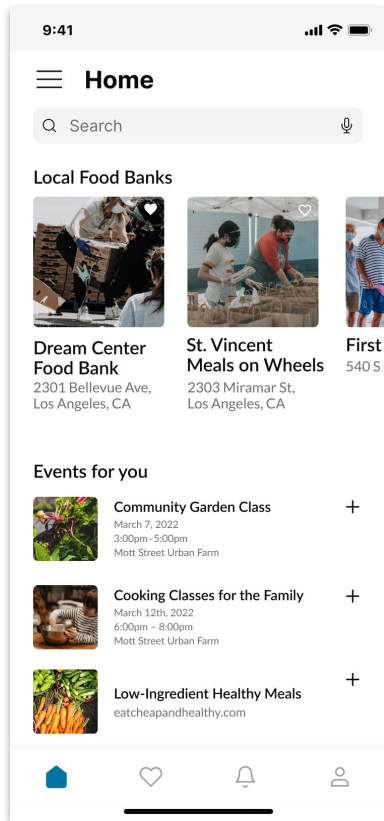 9:41
Home
Search
Local Food Banks
Dream Center
Food Bank
2301 Bellevue Ave,
Los Angeles, CA
St. Vincent
Meals on Wheels
2303 Miramar St,
Los Angeles, CA
First
540 S
Events for you
Community Garden Class
March 7, 2022
3:00pm–5:00pm
Mott Street Urban Farm
Cooking Classes for the Family
March 12th, 2022
6:00pm – 8:00pm
Mott Street Urban Farm
Low-Ingredient Healthy Meals
eatcheapandhealthy.com